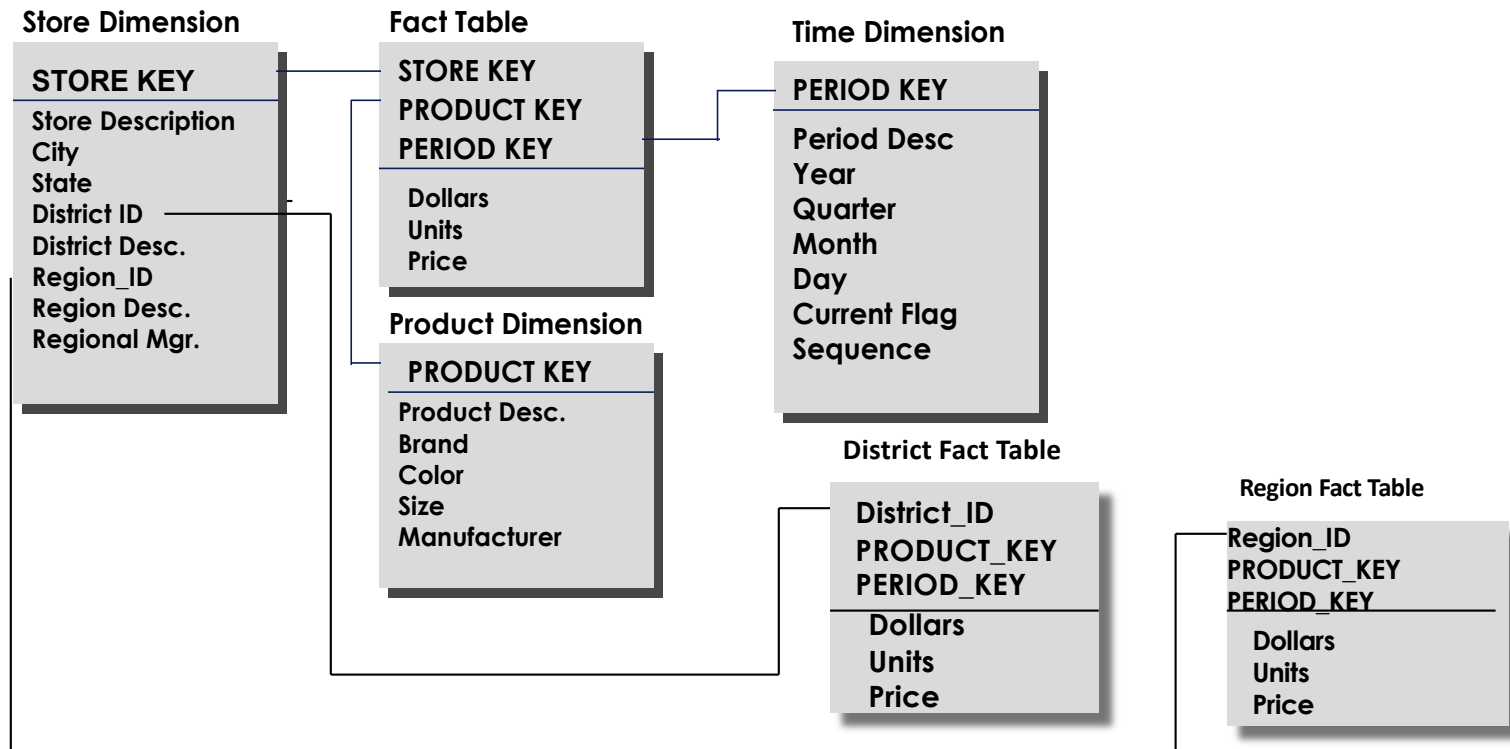 Store Dimension
STORE KEY
Store Description
City
State
District ID
District Desc.
Region_ID
Region Desc.
Regional Mgr.
Fact Table
STORE KEY
PRODUCT KEY
PERIOD KEY
Dollars
Units
Price
Product Dimension
PRODUCT KEY
Product Desc.
Brand
Color
Size
Manufacturer
Time Dimension
PERIOD KEY
Period Desc
Year
Quarter
Month
Day
Current Flag
Sequence
District Fact Table
District_ID
PRODUCT_KEY
PERIOD_KEY
Dollars
Units
Price
Region Fact Table
Region_ID
PRODUCT_KEY
PERIOD_KEY
Dollars
Units
Price